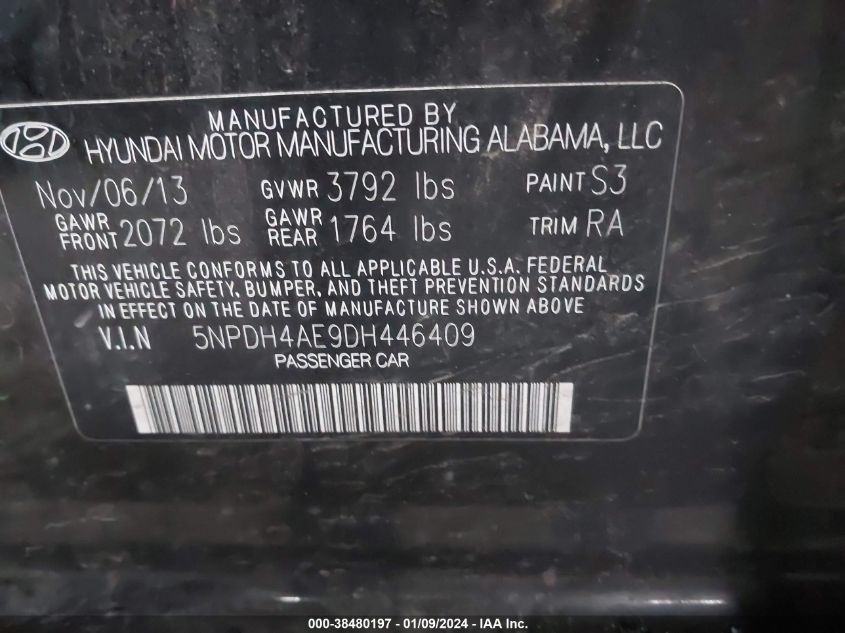 MANUFACTURED BY
HYUNDAI MOTOR MANUFACTURING ALABAMA, LLC
Nov/06/13 GVWR 3792 lbs PAINT S3
GAWR FRONT 2072 lbs GAWR REAR 1764 lbs TRIM RA
THIS VEHICLE CONFORMS TO ALL APPLICABLE U.S.A. FEDERAL
MOTOR VEHICLE SAFETY, BUMPER, AND THEFT PREVENTION STANDARDS
IN EFFECT ON THE DATE OF MANUFACTURE SHOWN ABOVE
V.I.N 5NPDH4AE9DH446409
PASSENGER CAR
000-38480197 - 01/09/2024 - IAA Inc.